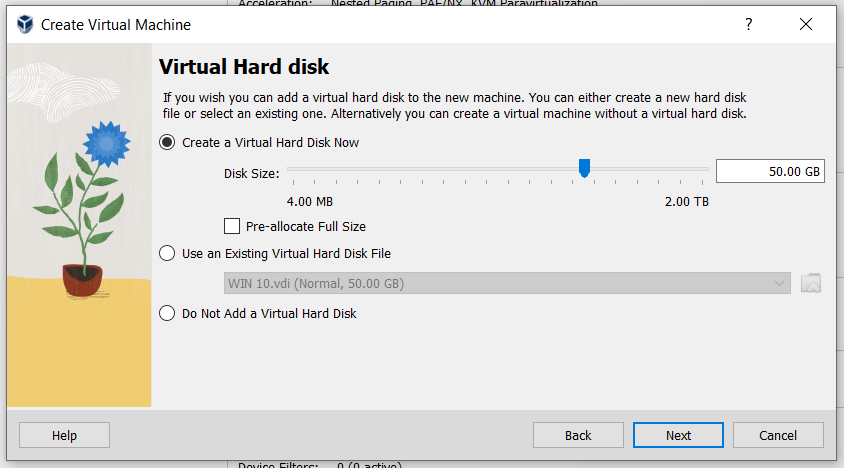 Acceleration: Nested Paging, PAE/NX, KVM Paravirtualization
Create Virtual Machine
?
Virtual Hard disk
If you wish you can add a virtual hard disk to the new machine. You can either create a new hard disk
file or select an existing one. Alternatively you can create a virtual machine without a virtual hard disk.
Create a Virtual Hard Disk Now
Disk Size:
50.00 GB
4.00 MB
2.00 TB
Pre-allocate Full Size
Use an Existing Virtual Hard Disk File
WIN 10.vdi (Normal, 50.00 GB)
Do Not Add a Virtual Hard Disk
Help
Back
Next
Cancel
Device Filters: 0 (0 active)